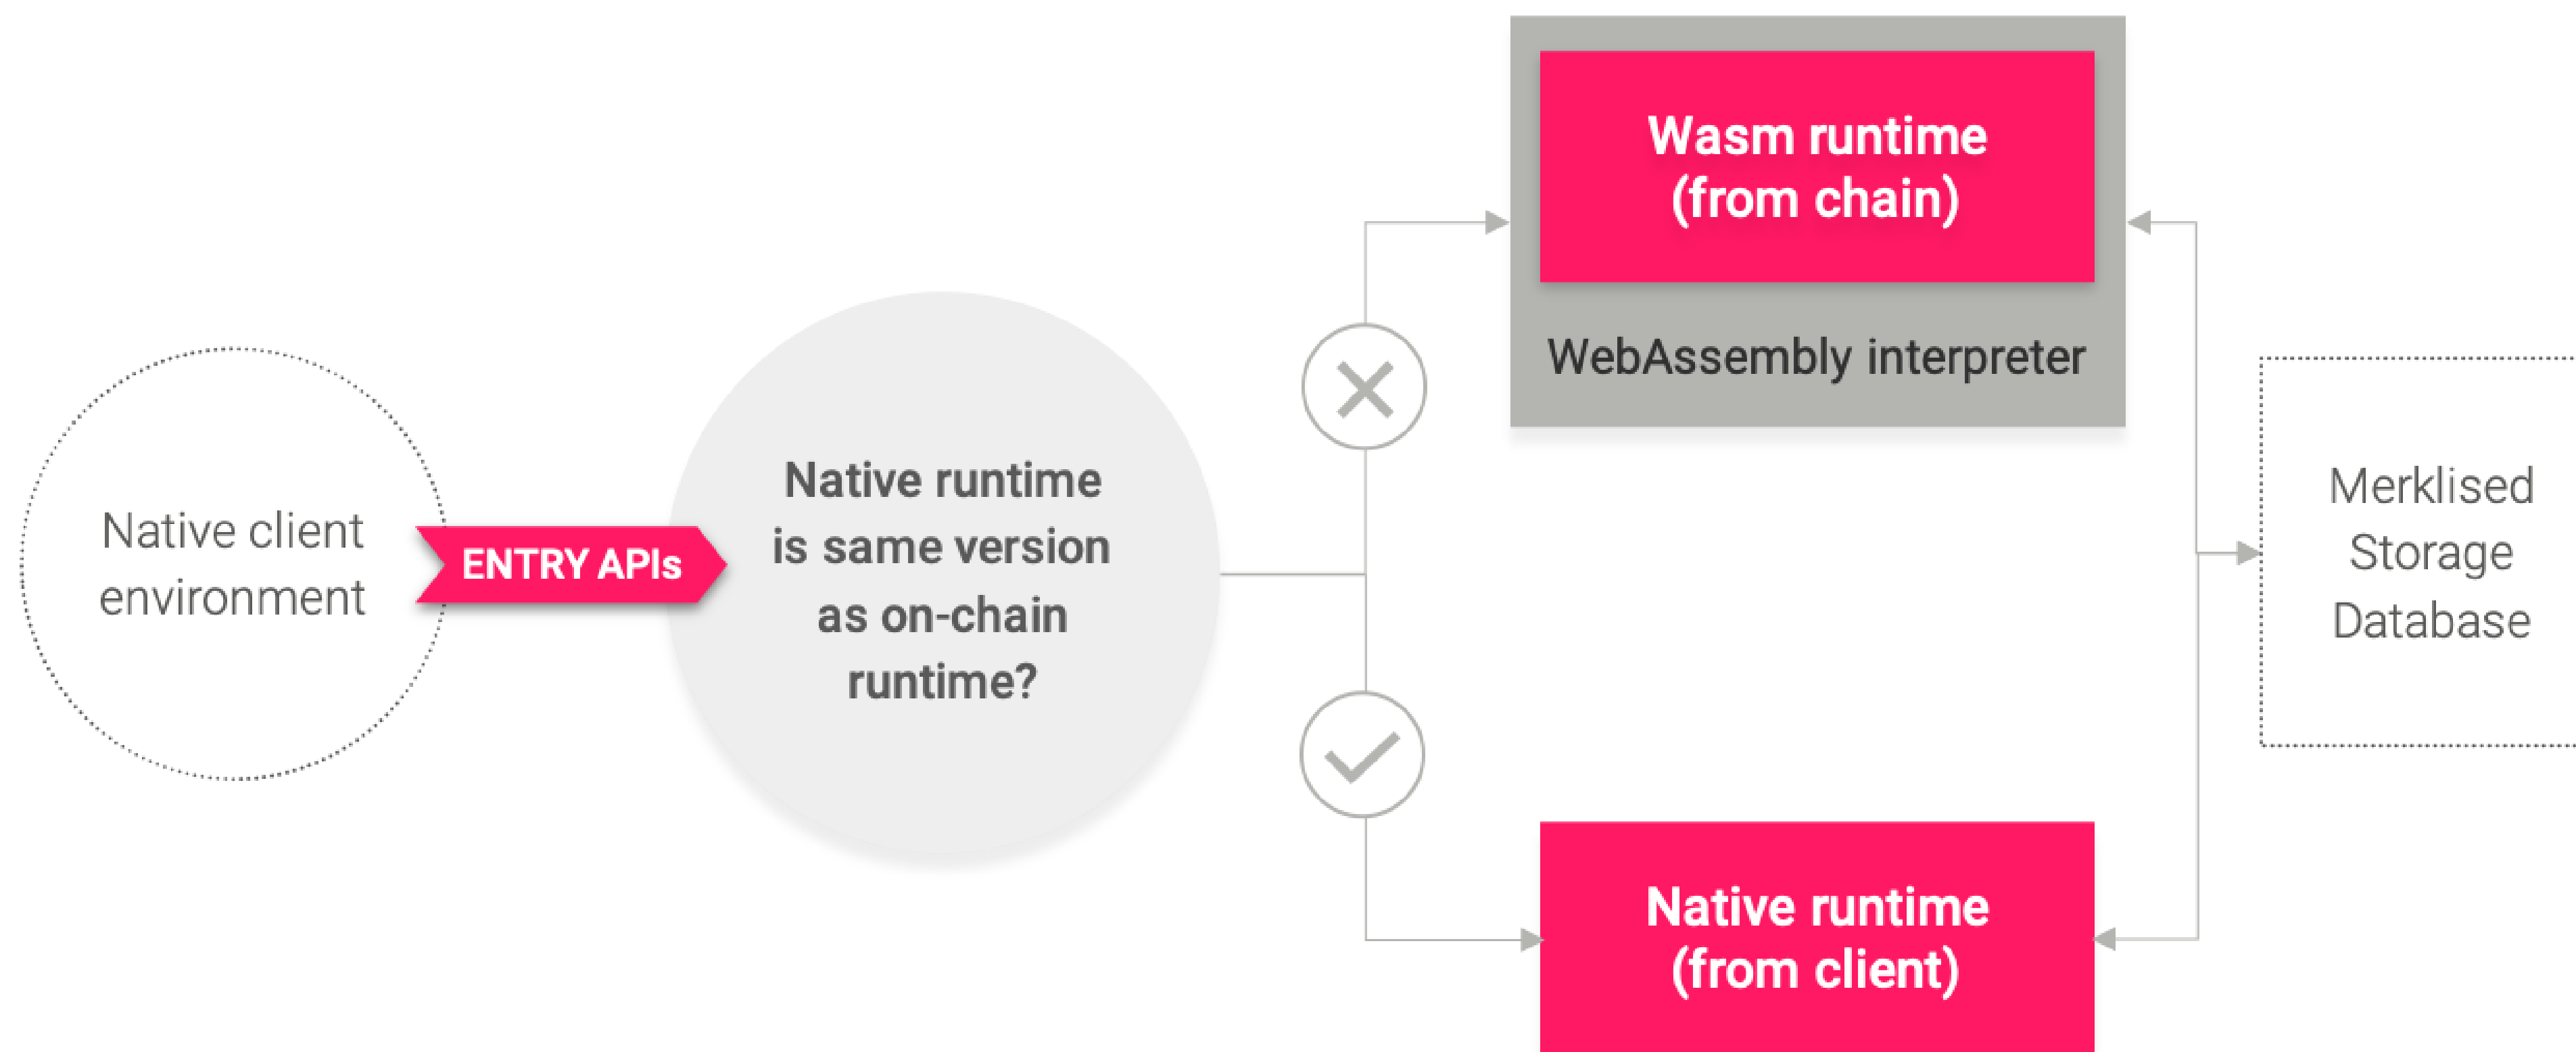 Native client
environment
ENTRY APIs
Native runtime
is same version
as on-chain
runtime?
Wasm runtime
(from chain)
WebAssembly interpreter
Native runtime
(from client)
Merklised
Storage
Database